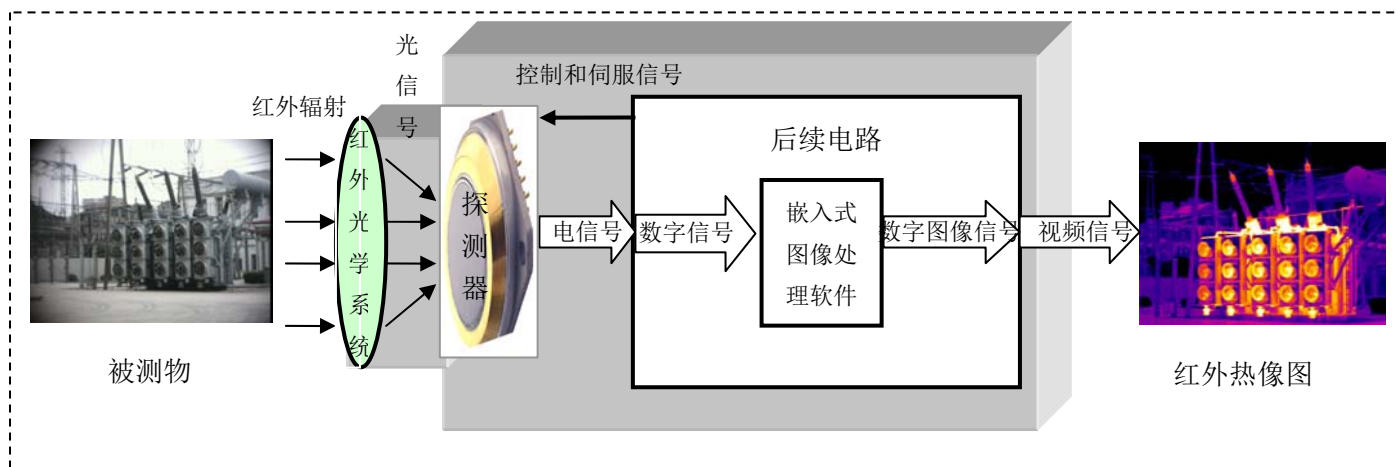 光信号
控制和伺服信号
红外辐射
红外光学系统
探测器
后续电路
电信号
数字信号
嵌入式
图像处
理软件
数字图像信号
视频信号
被测物
红外热像图